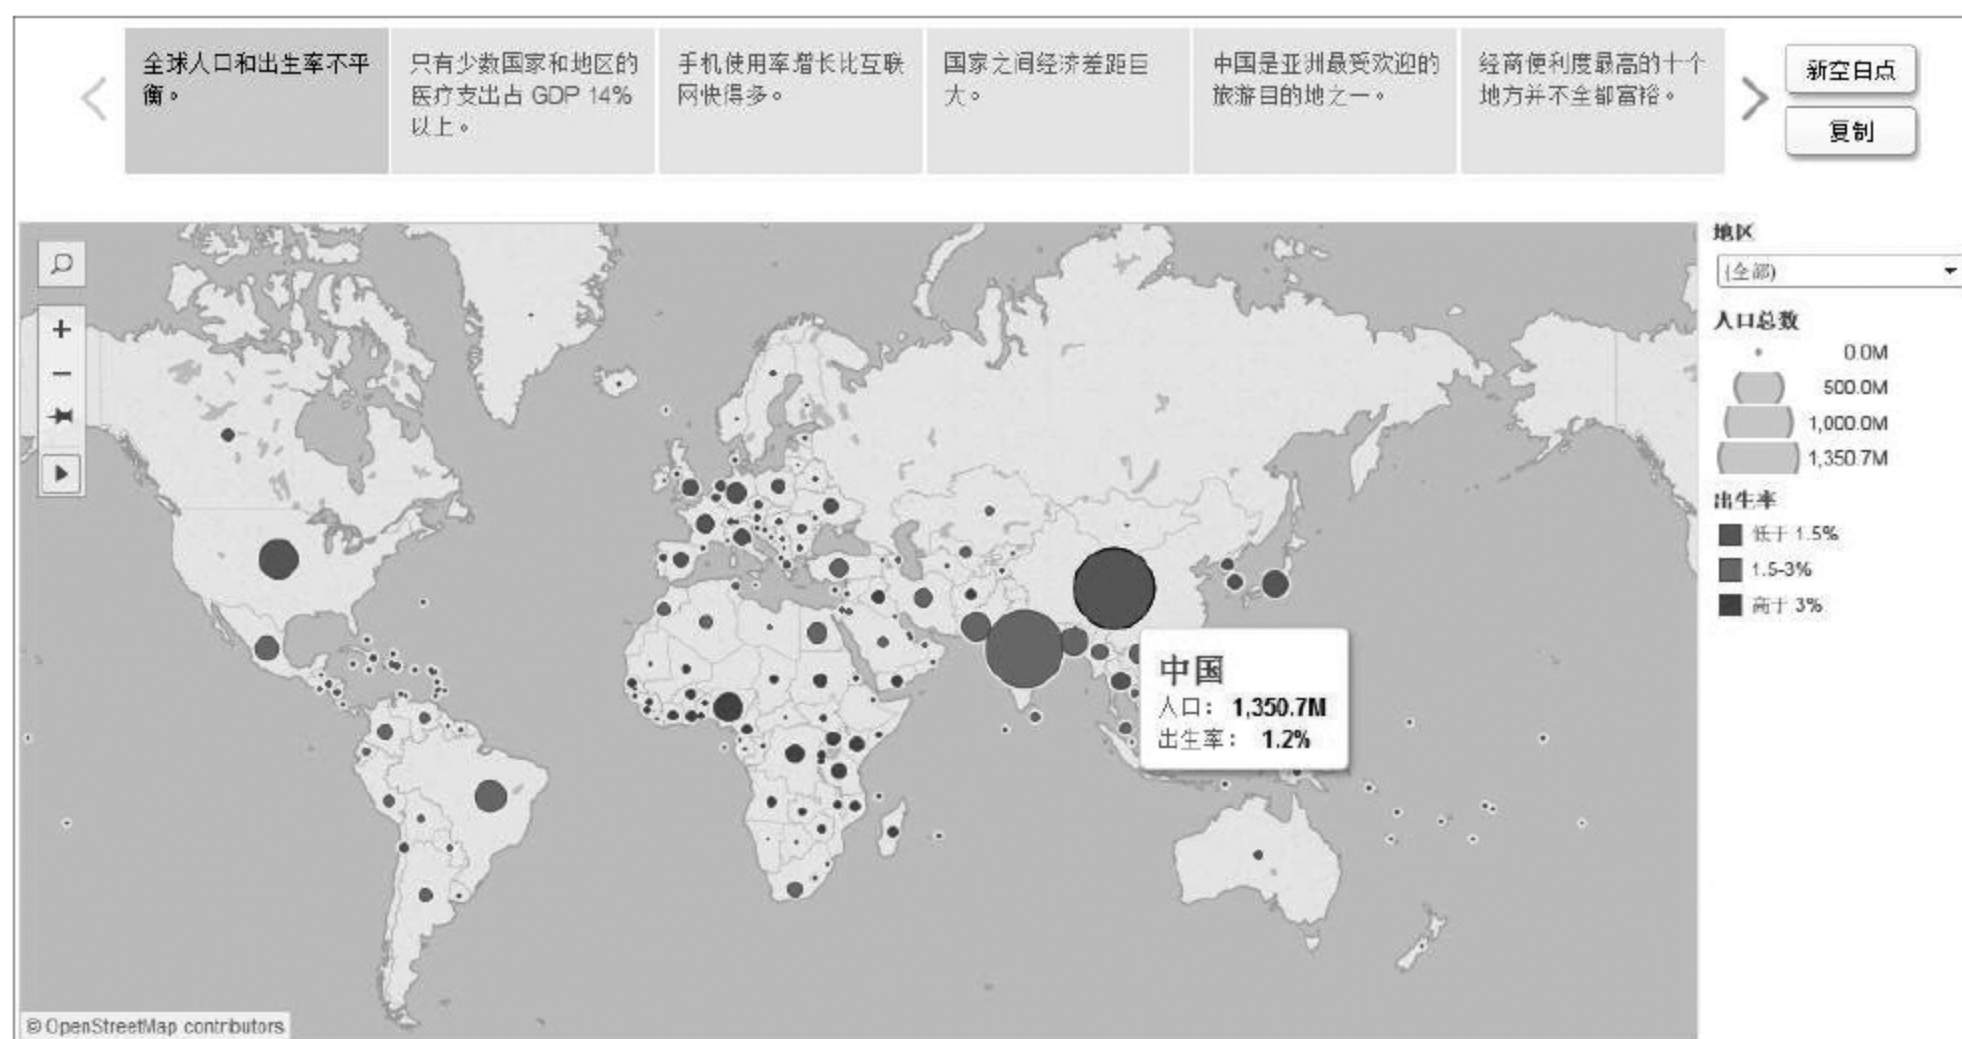 全球人口和出生率不平
衡。
只有少数国家和地区的
医疗支出占 GDP 14%
以上。
手机使用率增长比互联
网快得多。
国家之间经济差距巨
大。
中国是亚洲最受欢迎的
旅游目的地之一。
经商便利度最高的十个
地方并不全都富裕。
新空白点
复制
地区
(全部)
人口总数
0.0M
500.0M
1,000.0M
1,350.7M
出生率
低于 1.5%
1.5-3%
高于 3%
中国
人口： 1,350.7M
出生率： 1.2%
© OpenStreetMap contributors